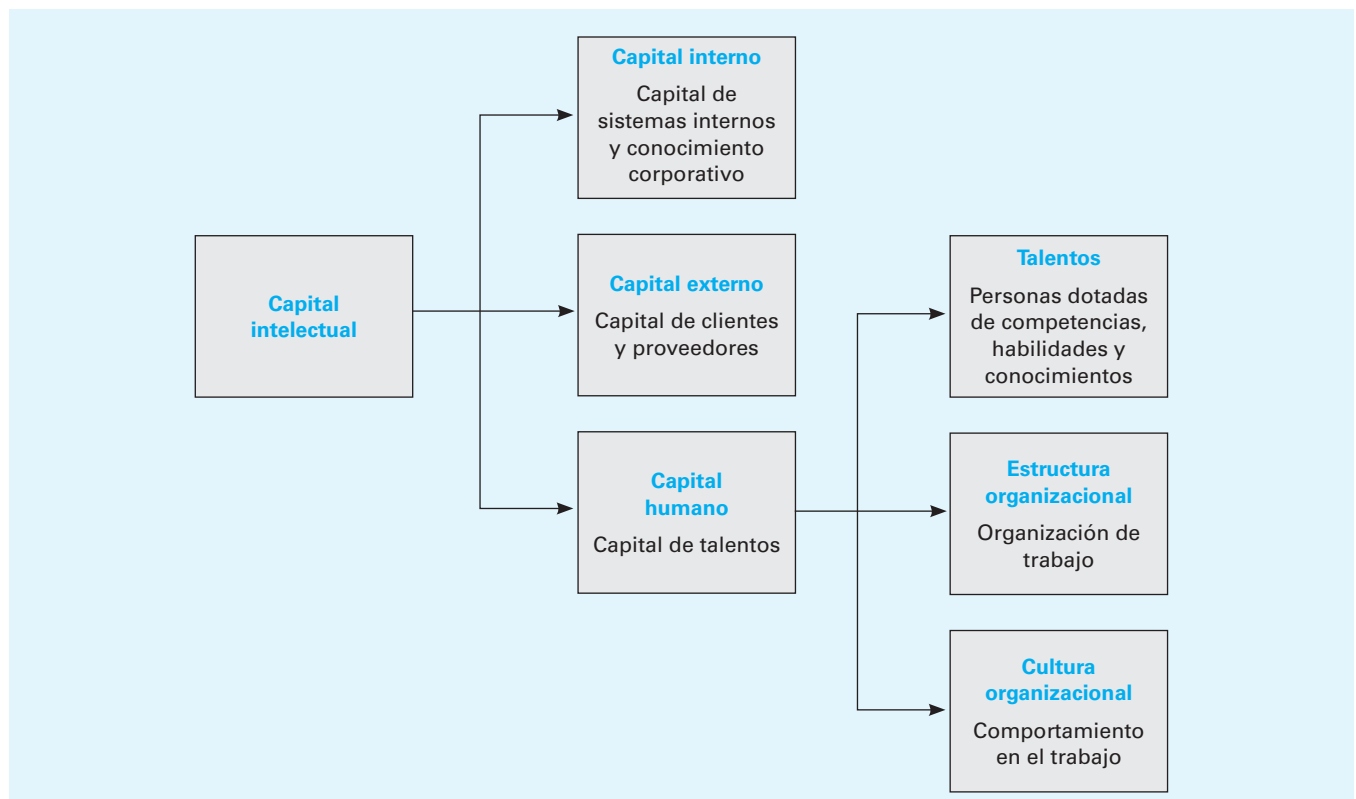 Capital interno
Capital de
sistemas internos
y conocimiento
corporativo
Capital
intelectual
Capital externo
Capital de clientes
y proveedores
Capital
humano
Capital de talentos
Talentos
Personas dotadas
de competencias,
habilidades y
conocimientos
Estructura
organizacional
Organización de
trabajo
Cultura
organizacional
Comportamiento
en el trabajo